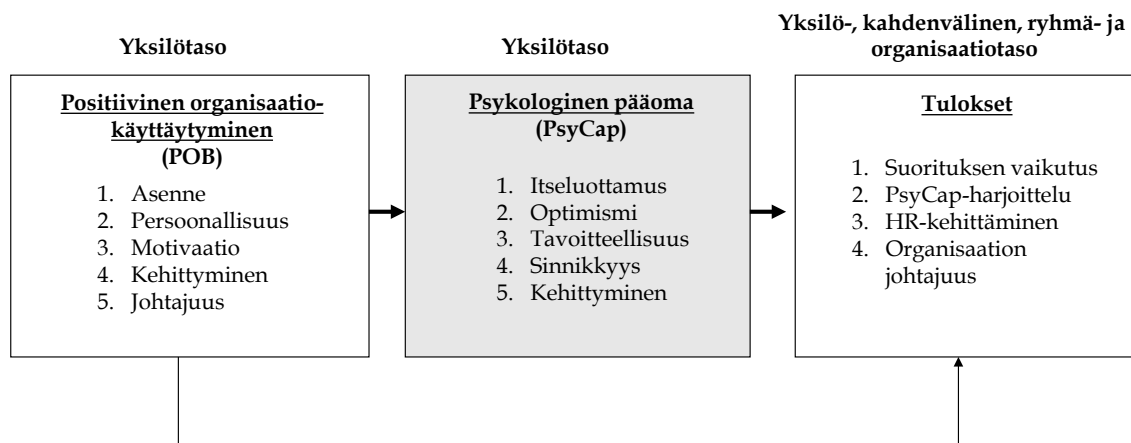 Yksilötaso
Yksilötaso
Yksilö-, kahdenvälinen, ryhmä- ja
organisaatiotaso
Positiivinen organisaatio-
käyttäytyminen
(POB)
1. Asenne
2. Persoonallisuus
3. Motivaatio
4. Kehittyminen
5. Johtajuus
Psykologinen pääoma
(PsyCap)
1. Itseluottamus
2. Optimismi
3. Tavoitteellisuus
4. Sinnikkyys
5. Kehittyminen
Tulokset
1. Suorituksen vaikutus
2. PsyCap-harjoittelu
3. HR-kehittäminen
4. Organisaation
johtajuus